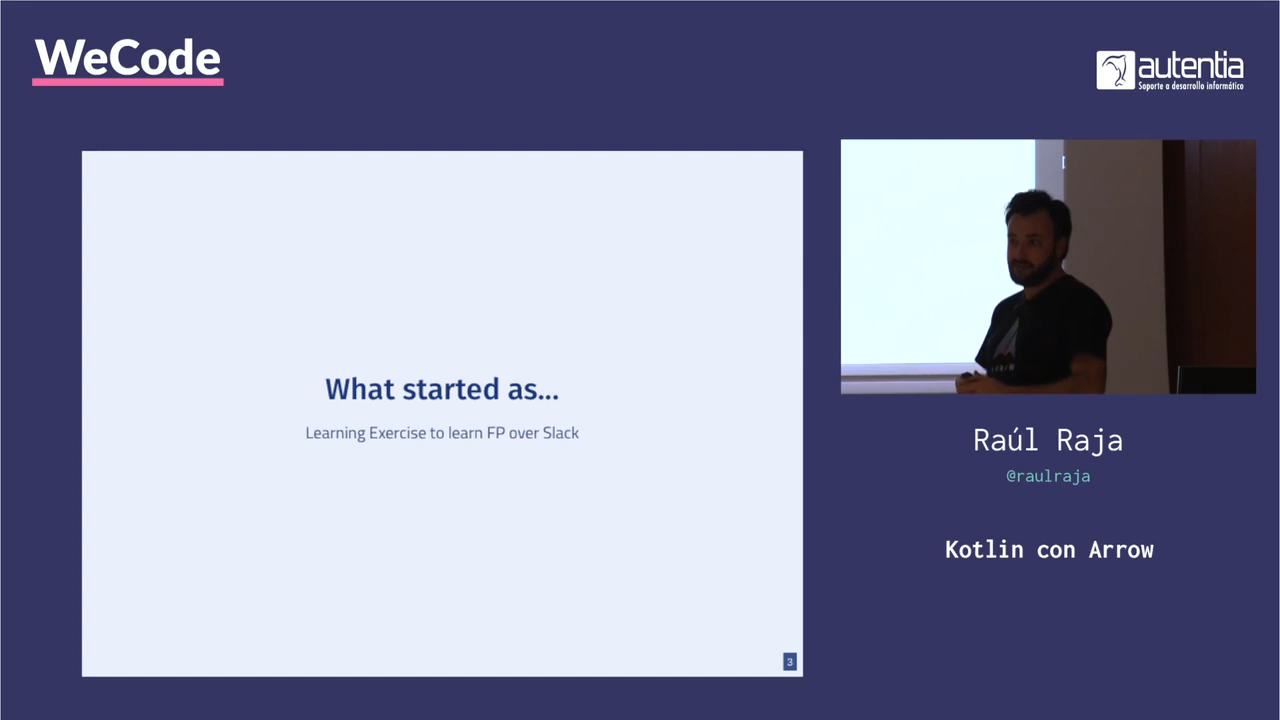 WeCode
autentia
Soporte a desarrollo informático
What started as...
Learning Exercise to learn FP over Slack
3
Raúl Raja
@raulraja
Kotlin con Arrow